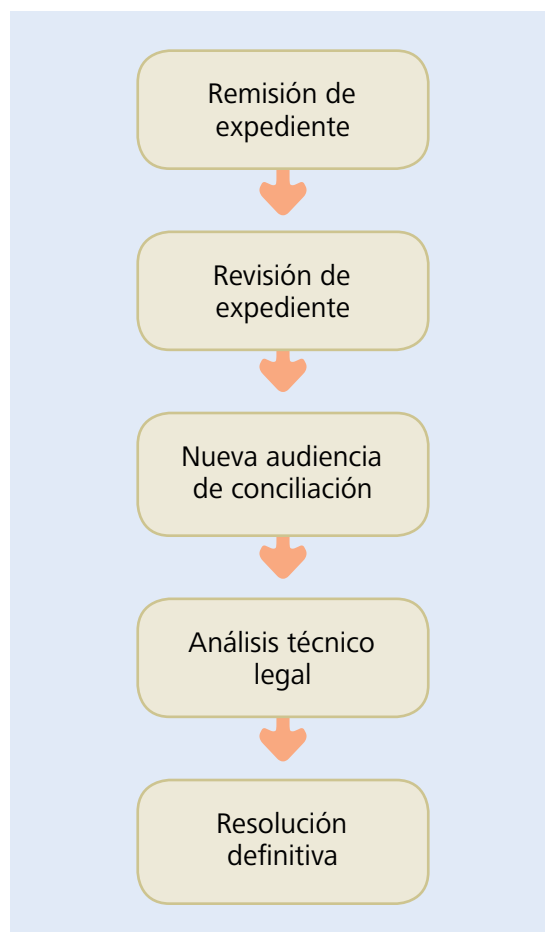 Remisión de
expediente
Revisión de
expediente
Nueva audiencia
de conciliación
Análisis técnico
legal
Resolución
definitiva